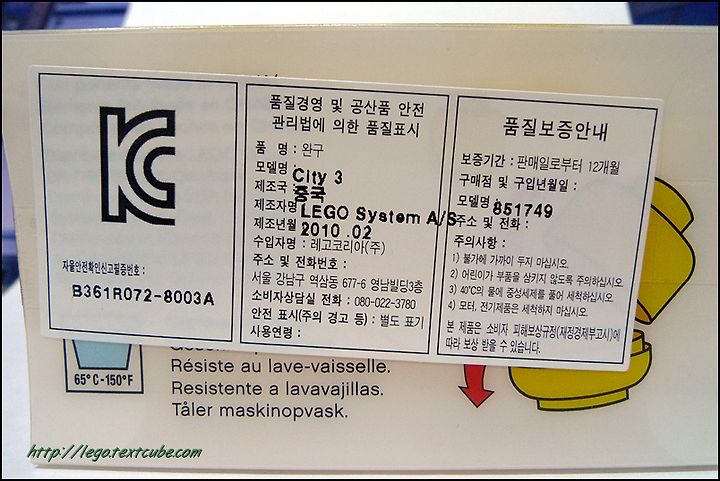 KC
자율안전확인신고필증번호 :
B361R072-8003A
품질경영 및 공산품 안전
관리법에 의한 품질표시
품 명 : 완구
모델명 : City 3
제조국 : 중국
제조자명 : LEGO System A/S
제조년월 : 2010 .02
수입자명 : 레고코리아(주)
주소 및 전화번호 :
서울 강남구 역삼동 677-6 영남빌딩3층
소비자상담실 전화 : 080-022-3780
안전 표시(주의 경고 등) : 별도 표기
사용연령 :
품질보증안내
보증기간 : 판매일로부터 12개월
구매점 및 구입년월일 :
모델명 : 851749
주소 및 전화 :
주의사항 :
1) 불가에 가까이 두지 마십시오.
2) 어린이가 부품을 삼키지 않도록 주의하십시오.
3) 40℃의 물에 중성세제를 풀어 세척하십시오.
4) 모터, 전기제품은 세척하지 마십시오.
본 제품은 소비자 피해보상규정(재정경제부고시)에
따라 보상 받을 수 있습니다.
65°C-150°F
Résiste au lave-vaisselle.
Resistente a lavavajillas.
Tåler maskinopvask.
http://lego.textcube.com